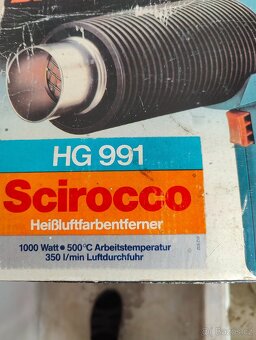 HG 991
Scirocco
Heißluftfarbentferner
1000 Watt • 500°C Arbeitstemperatur
350 l/min Luftdurchfuhr